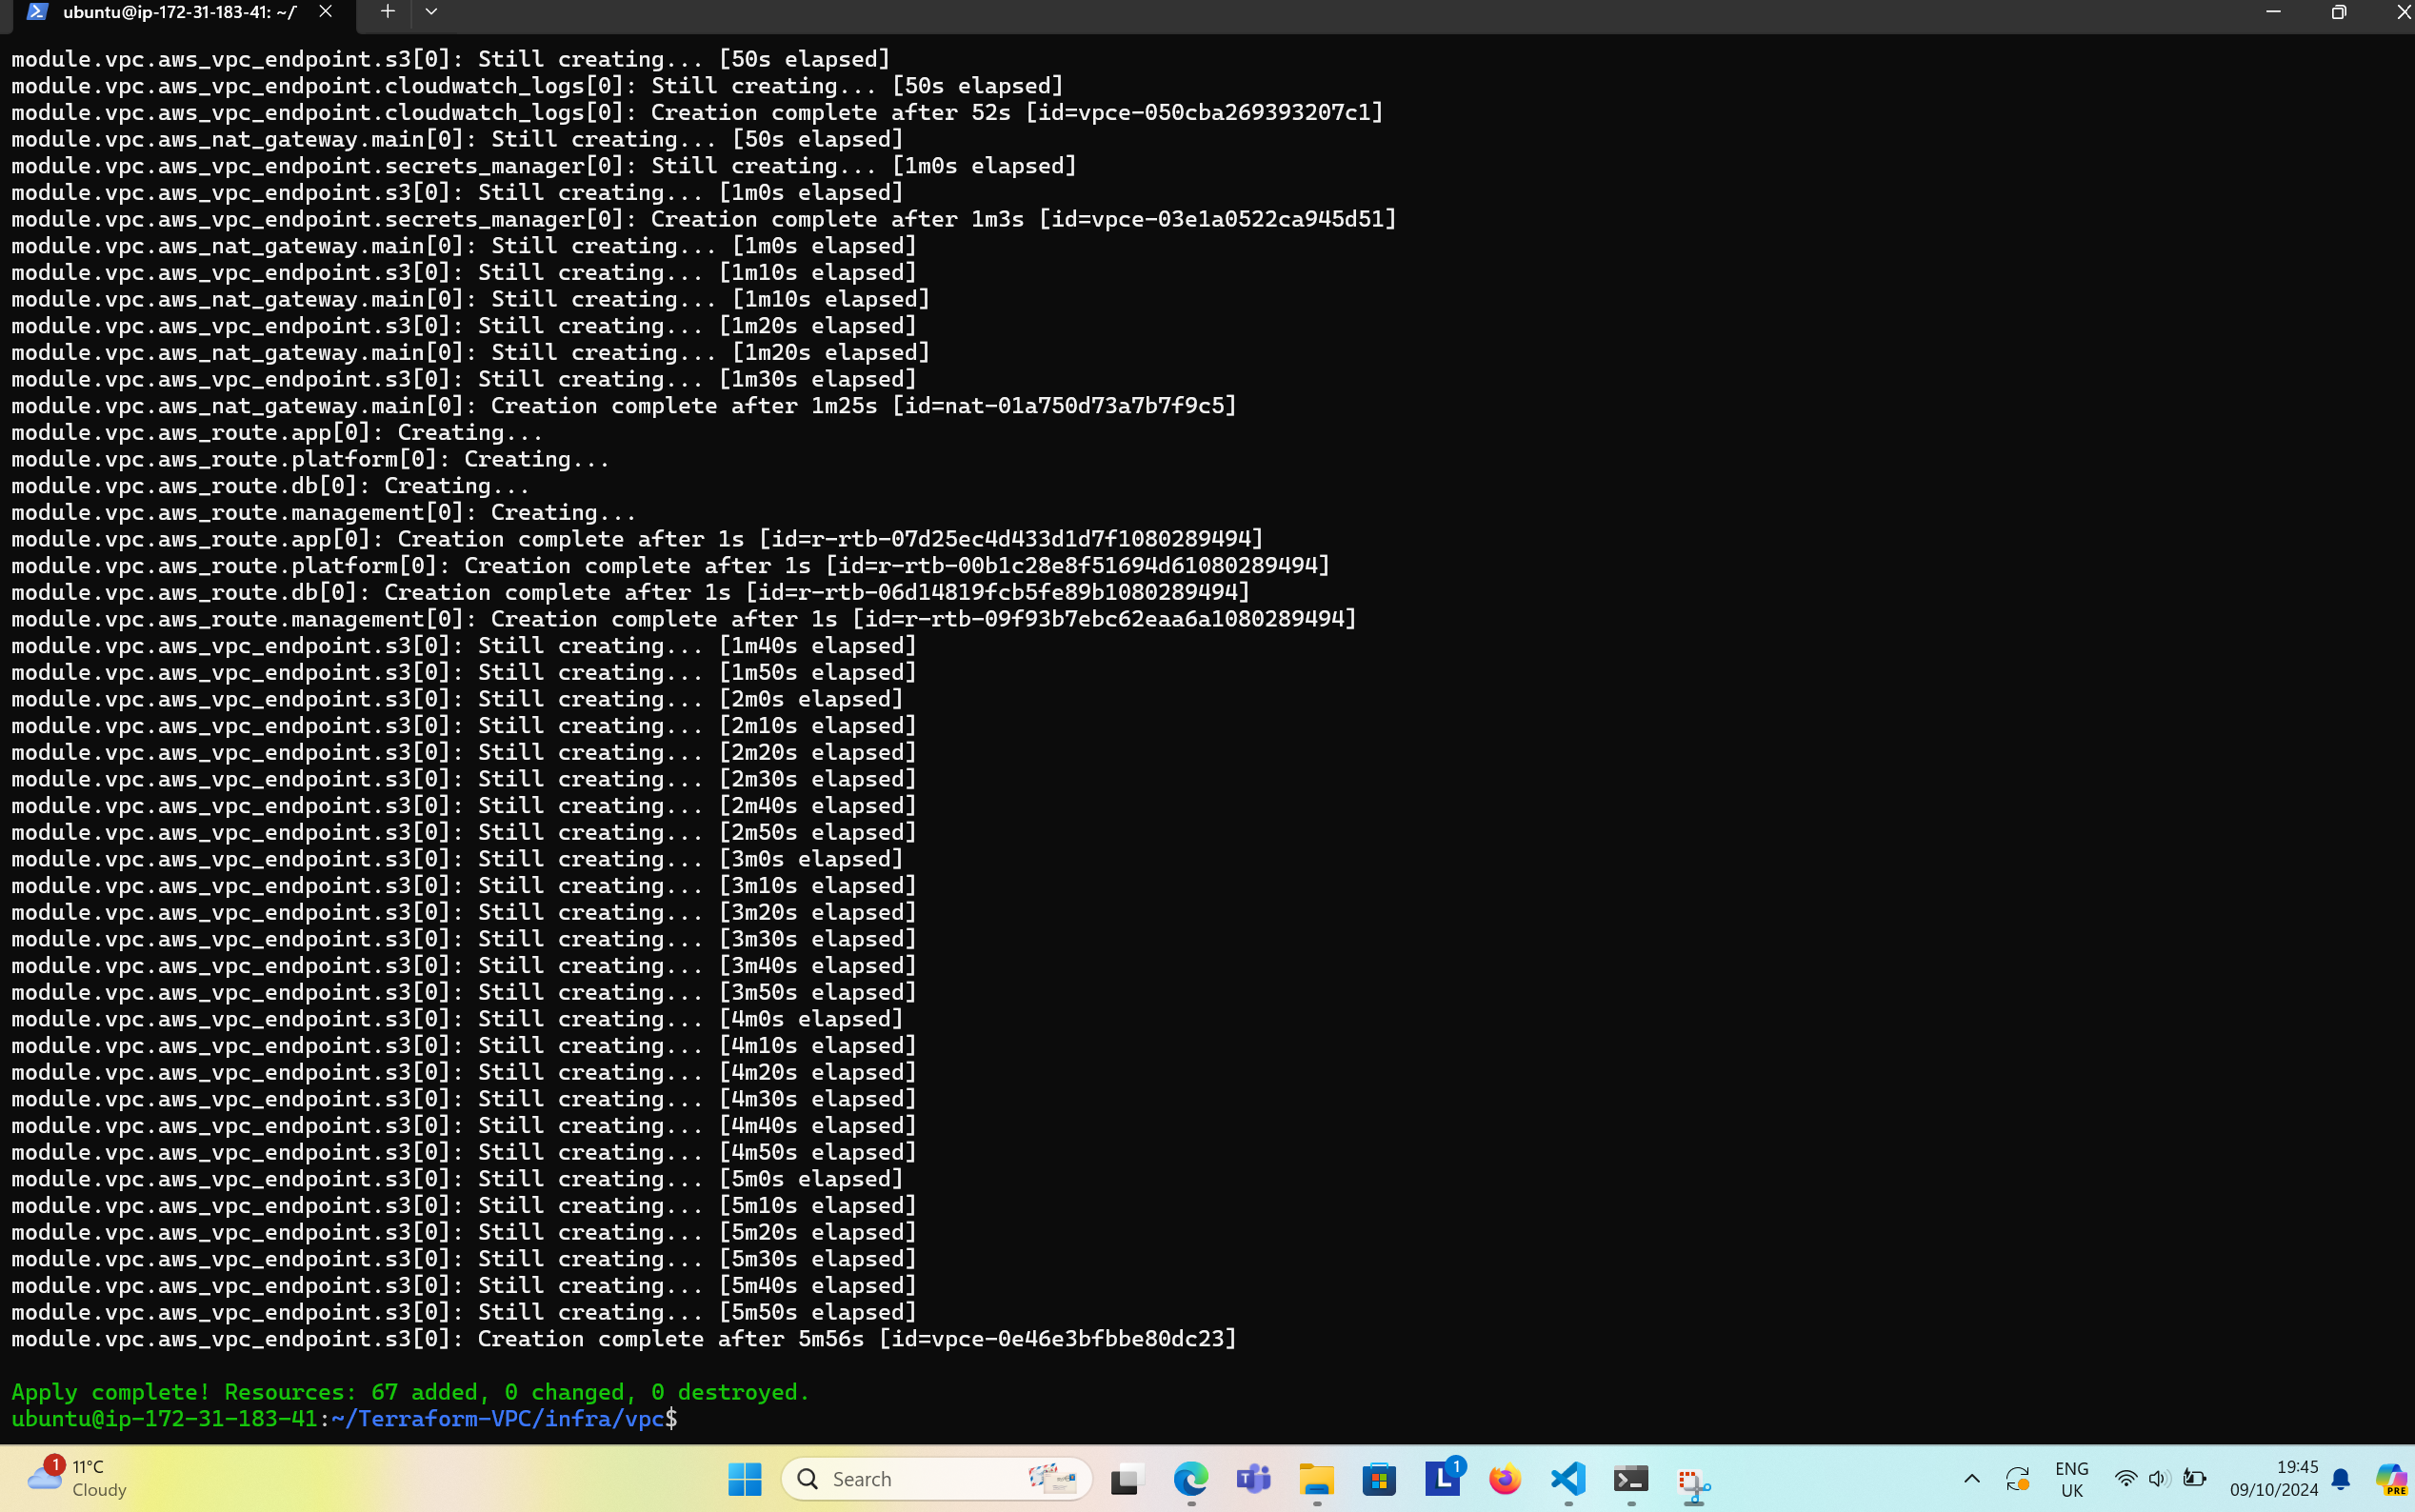 ubuntu@ip-172-31-183-41: ~/
module.vpc.aws_vpc_endpoint.s3[0]: Still creating... [50s elapsed]
module.vpc.aws_vpc_endpoint.cloudwatch_logs[0]: Still creating... [50s elapsed]
module.vpc.aws_vpc_endpoint.cloudwatch_logs[0]: Creation complete after 52s [id=vpce-050cba269393207c1]
module.vpc.aws_nat_gateway.main[0]: Still creating... [50s elapsed]
module.vpc.aws_vpc_endpoint.secrets_manager[0]: Still creating... [1m0s elapsed]
module.vpc.aws_vpc_endpoint.s3[0]: Still creating... [1m0s elapsed]
module.vpc.aws_vpc_endpoint.secrets_manager[0]: Creation complete after 1m3s [id=vpce-03e1a0522ca945d51]
module.vpc.aws_nat_gateway.main[0]: Still creating... [1m0s elapsed]
module.vpc.aws_vpc_endpoint.s3[0]: Still creating... [1m10s elapsed]
module.vpc.aws_nat_gateway.main[0]: Still creating... [1m10s elapsed]
module.vpc.aws_vpc_endpoint.s3[0]: Still creating... [1m20s elapsed]
module.vpc.aws_nat_gateway.main[0]: Still creating... [1m20s elapsed]
module.vpc.aws_vpc_endpoint.s3[0]: Still creating... [1m30s elapsed]
module.vpc.aws_nat_gateway.main[0]: Creation complete after 1m25s [id=nat-01a750d73a7b7f9c5]
module.vpc.aws_route.app[0]: Creating...
module.vpc.aws_route.platform[0]: Creating...
module.vpc.aws_route.db[0]: Creating...
module.vpc.aws_route.management[0]: Creating...
module.vpc.aws_route.app[0]: Creation complete after 1s [id=r-rtb-07d25ec4d433d1d7f1080289494]
module.vpc.aws_route.platform[0]: Creation complete after 1s [id=r-rtb-00b1c28e8f51694d61080289494]
module.vpc.aws_route.db[0]: Creation complete after 1s [id=r-rtb-06d14819fcb5fe89b1080289494]
module.vpc.aws_route.management[0]: Creation complete after 1s [id=r-rtb-09f93b7ebc62eaa6a1080289494]
module.vpc.aws_vpc_endpoint.s3[0]: Still creating... [1m40s elapsed]
module.vpc.aws_vpc_endpoint.s3[0]: Still creating... [1m50s elapsed]
module.vpc.aws_vpc_endpoint.s3[0]: Still creating... [2m0s elapsed]
module.vpc.aws_vpc_endpoint.s3[0]: Still creating... [2m10s elapsed]
module.vpc.aws_vpc_endpoint.s3[0]: Still creating... [2m20s elapsed]
module.vpc.aws_vpc_endpoint.s3[0]: Still creating... [2m30s elapsed]
module.vpc.aws_vpc_endpoint.s3[0]: Still creating... [2m40s elapsed]
module.vpc.aws_vpc_endpoint.s3[0]: Still creating... [2m50s elapsed]
module.vpc.aws_vpc_endpoint.s3[0]: Still creating... [3m0s elapsed]
module.vpc.aws_vpc_endpoint.s3[0]: Still creating... [3m10s elapsed]
module.vpc.aws_vpc_endpoint.s3[0]: Still creating... [3m20s elapsed]
module.vpc.aws_vpc_endpoint.s3[0]: Still creating... [3m30s elapsed]
module.vpc.aws_vpc_endpoint.s3[0]: Still creating... [3m40s elapsed]
module.vpc.aws_vpc_endpoint.s3[0]: Still creating... [3m50s elapsed]
module.vpc.aws_vpc_endpoint.s3[0]: Still creating... [4m0s elapsed]
module.vpc.aws_vpc_endpoint.s3[0]: Still creating... [4m10s elapsed]
module.vpc.aws_vpc_endpoint.s3[0]: Still creating... [4m20s elapsed]
module.vpc.aws_vpc_endpoint.s3[0]: Still creating... [4m30s elapsed]
module.vpc.aws_vpc_endpoint.s3[0]: Still creating... [4m40s elapsed]
module.vpc.aws_vpc_endpoint.s3[0]: Still creating... [4m50s elapsed]
module.vpc.aws_vpc_endpoint.s3[0]: Still creating... [5m0s elapsed]
module.vpc.aws_vpc_endpoint.s3[0]: Still creating... [5m10s elapsed]
module.vpc.aws_vpc_endpoint.s3[0]: Still creating... [5m20s elapsed]
module.vpc.aws_vpc_endpoint.s3[0]: Still creating... [5m30s elapsed]
module.vpc.aws_vpc_endpoint.s3[0]: Still creating... [5m40s elapsed]
module.vpc.aws_vpc_endpoint.s3[0]: Still creating... [5m50s elapsed]
module.vpc.aws_vpc_endpoint.s3[0]: Creation complete after 5m56s [id=vpce-0e46e3bfbbe80dc23]
Apply complete! Resources: 67 added, 0 changed, 0 destroyed.
ubuntu@ip-172-31-183-41:~/Terraform-VPC/infra/vpc$
1
11°C
Cloudy
Search
T
L
1
ENG
UK
19:45
09/10/2024
PRE